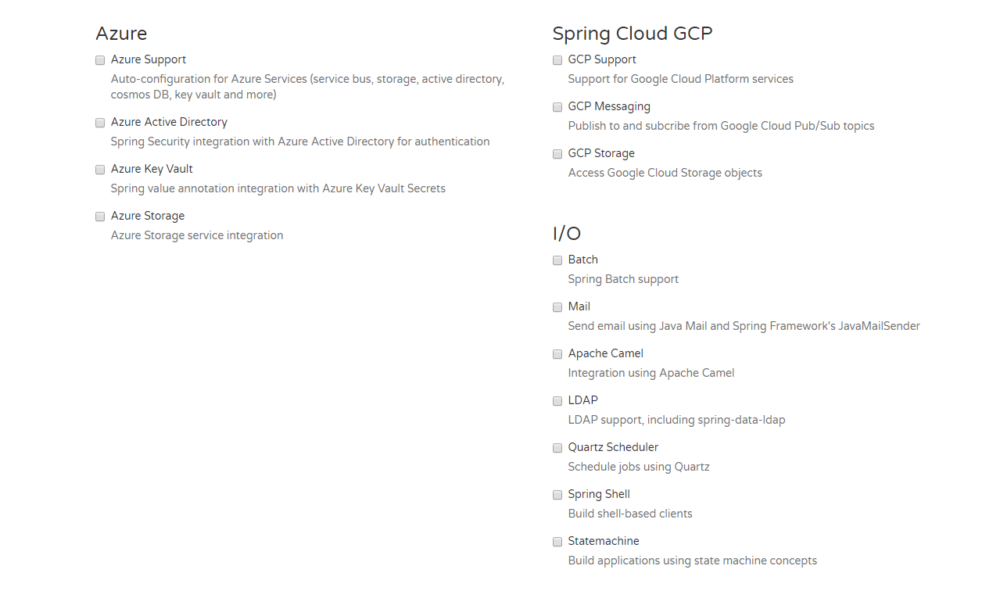 Azure
Azure Support
Auto-configuration for Azure Services (service bus, storage, active directory,
cosmos DB, key vault and more)
Azure Active Directory
Spring Security integration with Azure Active Directory for authentication
Azure Key Vault
Spring value annotation integration with Azure Key Vault Secrets
Azure Storage
Azure Storage service integration
Spring Cloud GCP
GCP Support
Support for Google Cloud Platform services
GCP Messaging
Publish to and subcribe from Google Cloud Pub/Sub topics
GCP Storage
Access Google Cloud Storage objects
I/O
Batch
Spring Batch support
Mail
Send email using Java Mail and Spring Framework's JavaMailSender
Apache Camel
Integration using Apache Camel
LDAP
LDAP support, including spring-data-ldap
Quartz Scheduler
Schedule jobs using Quartz
Spring Shell
Build shell-based clients
Statemachine
Build applications using state machine concepts